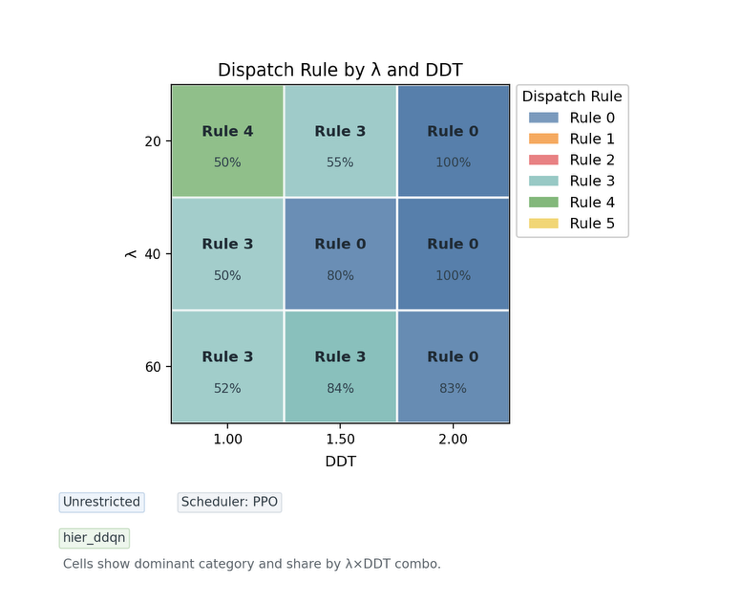 Dispatch Rule by λ and DDT
Dispatch Rule
Rule 0
Rule 1
Rule 2
Rule 3
Rule 4
Rule 5
λ
20
Rule 4 Rule 3 Rule 0
50% 55% 100%
40
Rule 3 Rule 0 Rule 0
50% 80% 100%
60
Rule 3 Rule 3 Rule 0
52% 84% 83%
1.00 1.50 2.00
DDT
Unrestricted Scheduler: PPO
hier_ddqn
Cells show dominant category and share by λ×DDT combo.